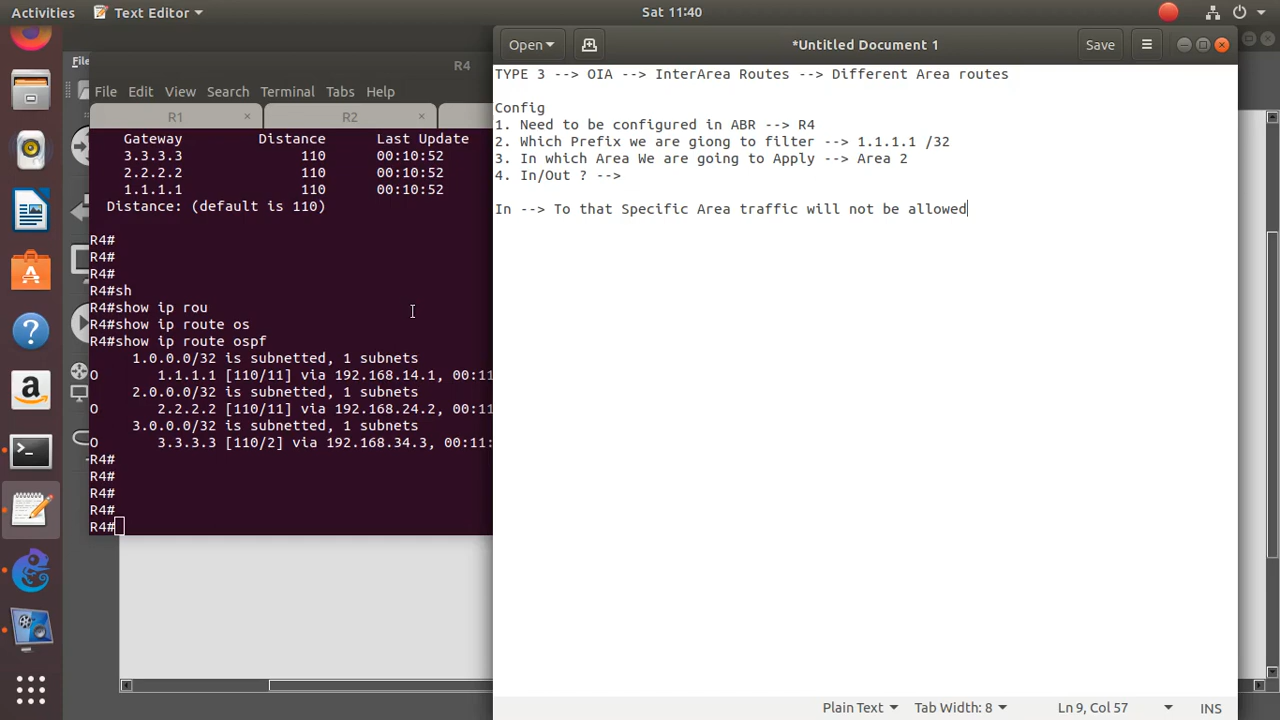 Activities
Text Editor
Sat 11:40
R4
File Edit View Search Terminal Tabs Help
R1
R2
Gateway Distance Last Update
3.3.3.3 110 00:10:52
2.2.2.2 110 00:10:52
1.1.1.1 110 00:10:52
Distance: (default is 110)
R4#
R4#
R4#
R4#sh
R4#show ip rou
R4#show ip route os
R4#show ip route ospf
1.0.0.0/32 is subnetted, 1 subnets
O 1.1.1.1 [110/11] via 192.168.14.1, 00:11
2.0.0.0/32 is subnetted, 1 subnets
O 2.2.2.2 [110/11] via 192.168.24.2, 00:11
3.0.0.0/32 is subnetted, 1 subnets
O 3.3.3.3 [110/2] via 192.168.34.3, 00:11:
R4#
R4#
R4#
R4#
R4#
Open
*Untitled Document 1
Save
TYPE 3 --> OIA --> InterArea Routes --> Different Area routes
Config
1. Need to be configured in ABR --> R4
2. Which Prefix we are giong to filter --> 1.1.1.1 /32
3. In which Area We are going to Apply --> Area 2
4. In/Out ? -->
In --> To that Specific Area traffic will not be allowed
Plain Text
Tab Width: 8
Ln 9, Col 57
INS